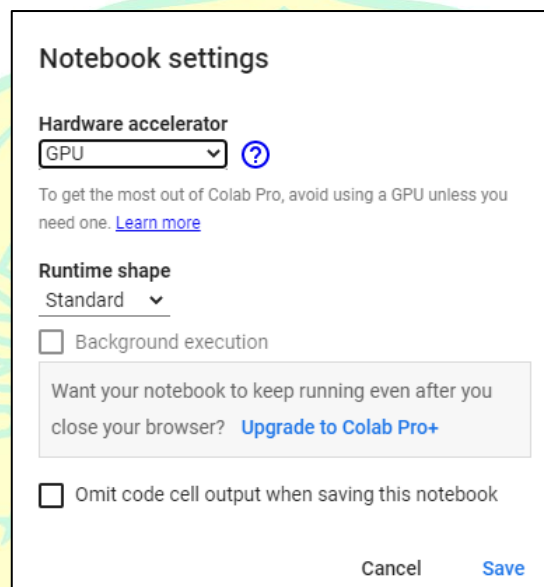 Notebook settings
Hardware accelerator
GPU
?
To get the most out of Colab Pro, avoid using a GPU unless you
need one. Learn more
Runtime shape
Standard
Background execution
Want your notebook to keep running even after you
close your browser? Upgrade to Colab Pro+
Omit code cell output when saving this notebook
Cancel Save